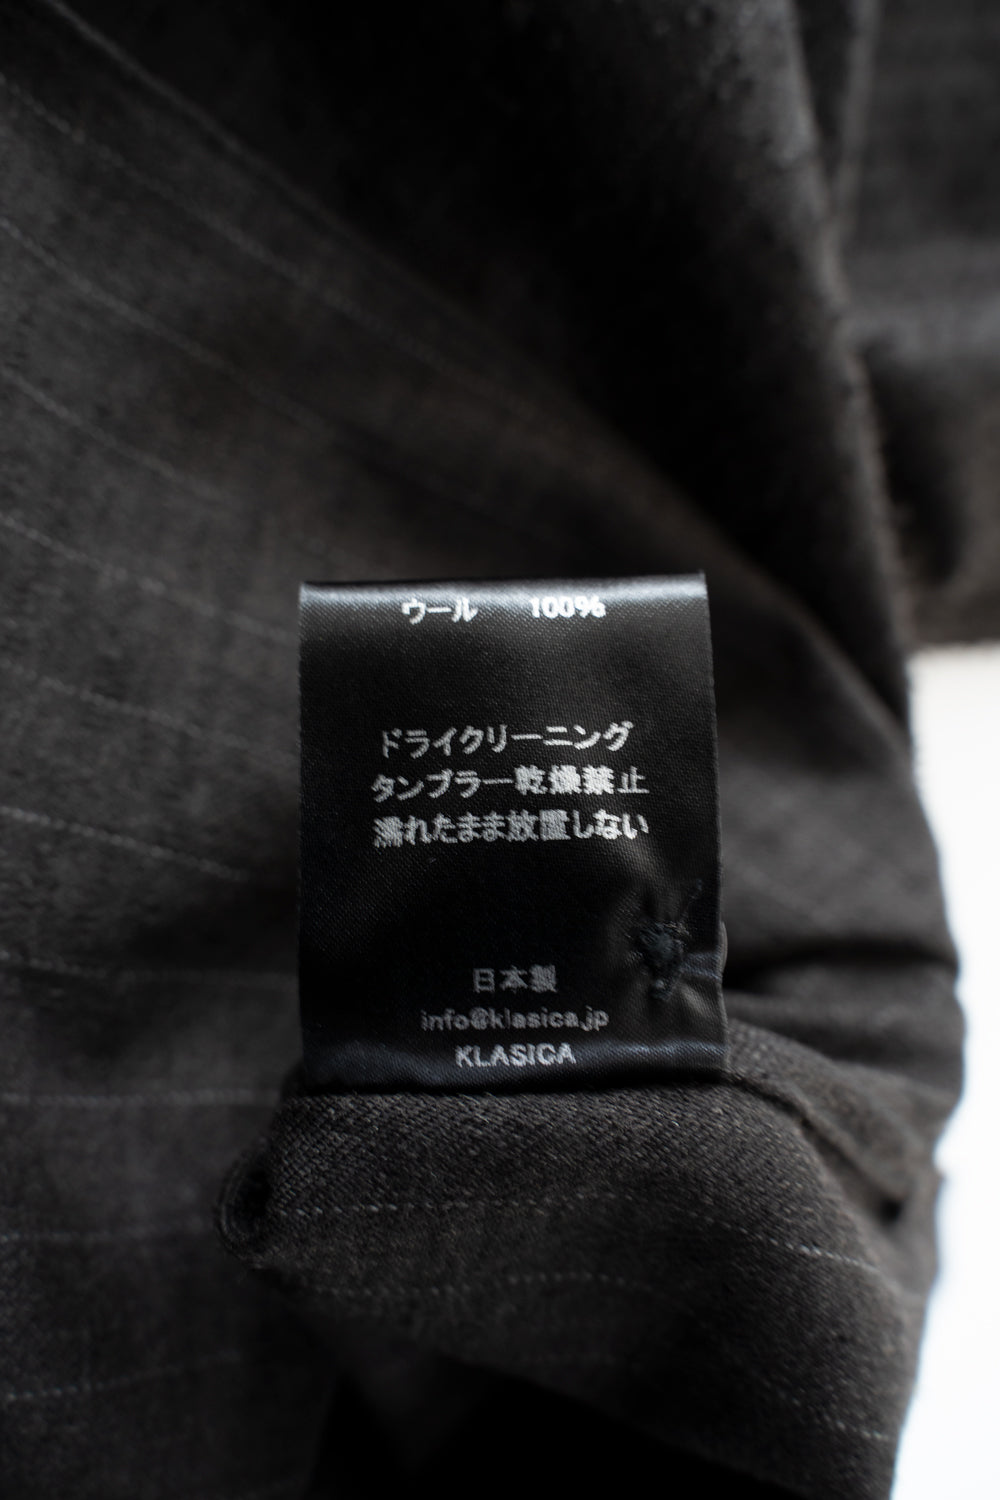 ウール 100%
ドライクリーニング
タンブラー乾燥禁止
濡れたまま放置しない
日本製
info@klasica.jp
KLASICA